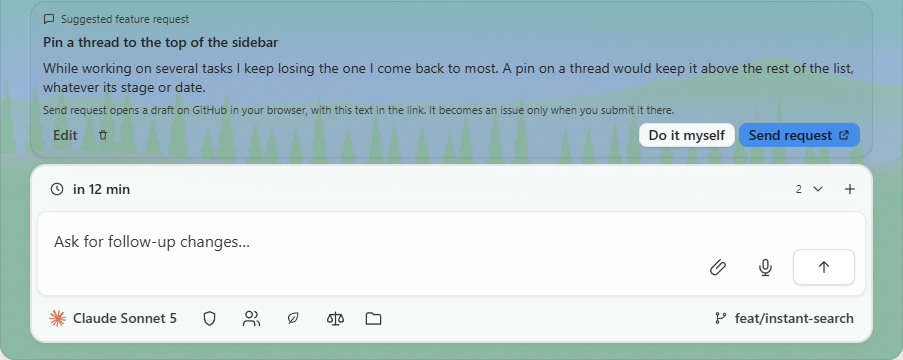 Suggested feature request
Pin a thread to the top of the sidebar
While working on several tasks I keep losing the one I come back to most. A pin on a thread would keep it above the rest of the list,
whatever its stage or date.
Send request opens a draft on GitHub in your browser, with this text in the link. It becomes an issue only when you submit it there.
Edit
Do it myself
Send request
in 12 min
2
Ask for follow-up changes...
Claude Sonnet 5
feat/instant-search